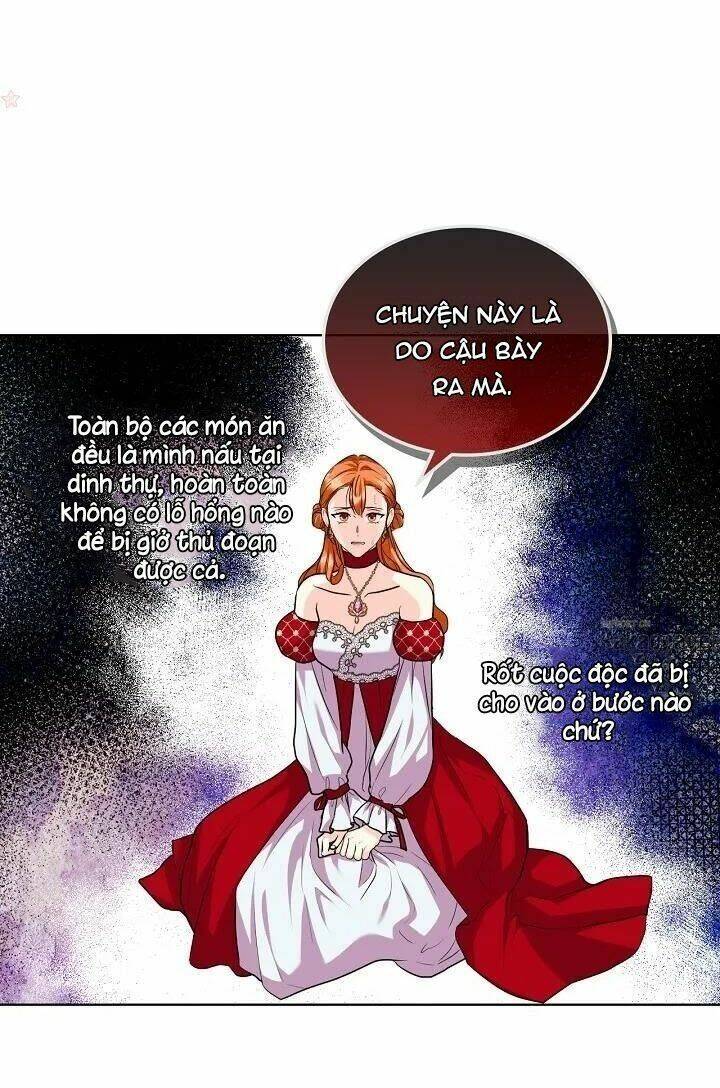 CHUYỆN NÀY LÀ
DO CẬU BÀY
RA MÀ.
Toàn bộ các món ăn
đều là mình nấu tại
dinh thự, hoàn toàn
không có lỗ hổng nào
để bị giở thủ đoạn
được cả.
Rốt cuộc độc đã bị
cho vào ở bước nào
chứ?